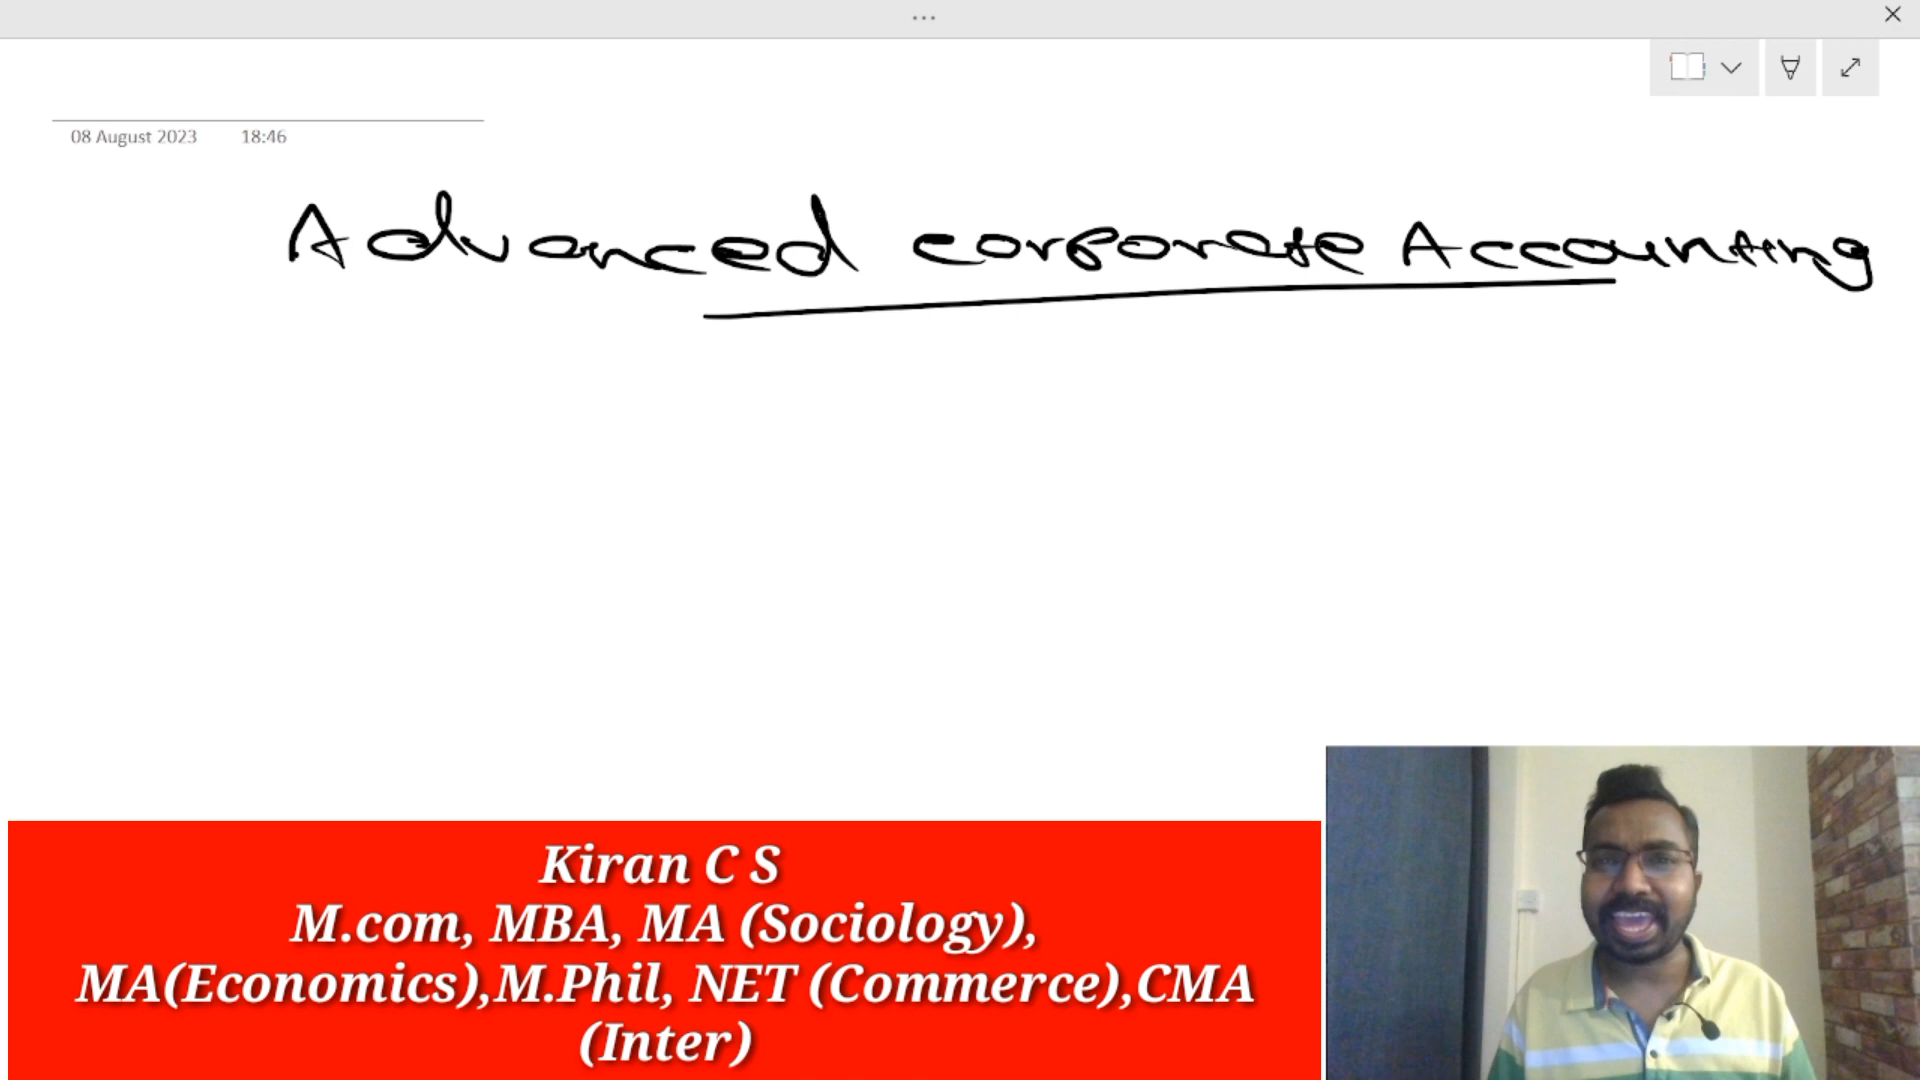 08 August 2023 18:46
Advanced corporate Accounting
Kiran C S
M.com, MBA, MA (Sociology),
MA(Economics),M.Phil, NET (Commerce),CMA
(Inter)